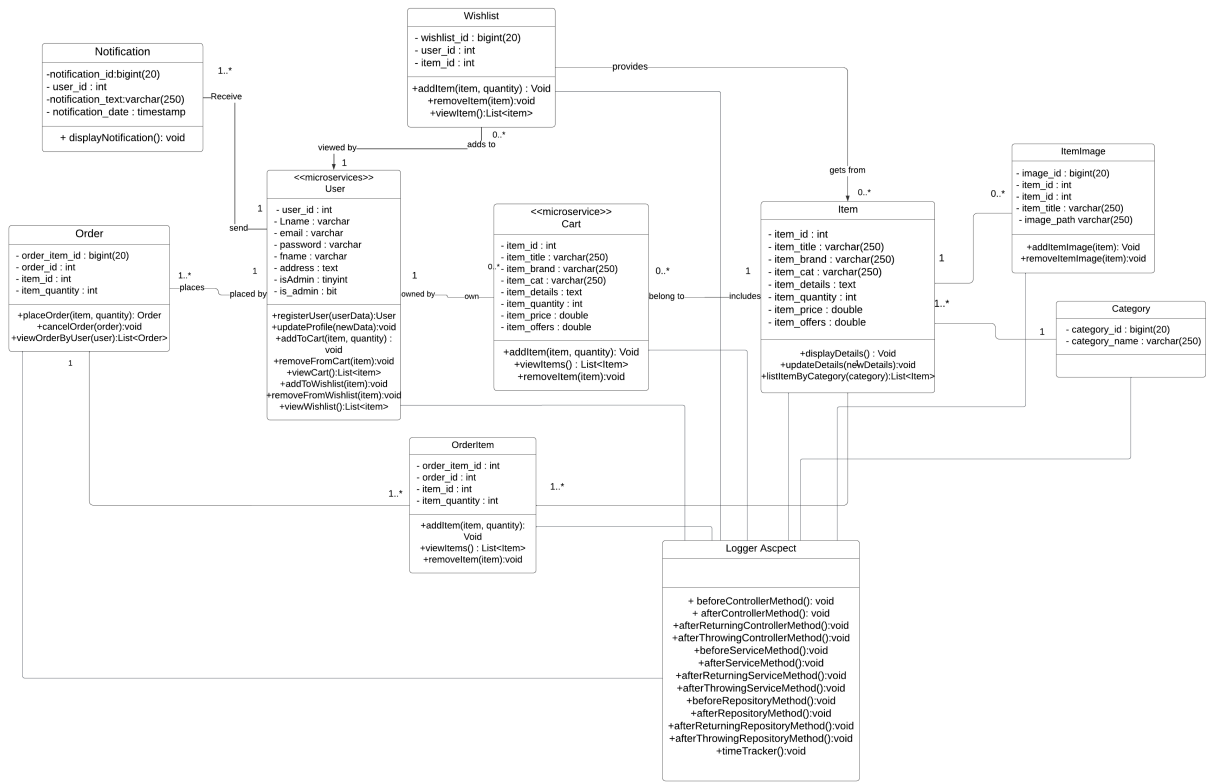 Wishlist
- wishlist_id : bigint(20)
- user_id : int
- item_id : int
+addItem(item, quantity) : Void
+removeItem(item):void
+viewItem():List<item>
Notification
-notification_id:bigint(20)
- user_id : int
-notification_text:varchar(250)
- notification_date : timestamp
+ displayNotification(): void
1..*
Receive
provides
0..*
adds to
viewed by
1
gets from
0..*
<<microservices>>
User
- user_id : int
- Lname : varchar
- email : varchar
- password : varchar
- fname : varchar
- address : text
- isAdmin : tinyint
- is_admin : bit
+registerUser(userData):User
+updateProfile(newData):void
+addToCart(item, quantity) :
void
+removeFromCart(item):void
+viewCart():List<item>
+addToWishlist(item):void
+removeFromWishlist(item):void
+viewWishlist():List<item>
1
send
Order
- order_item_id : bigint(20)
- order_id : int
- item_id : int
- item_quantity : int
+placeOrder(item, quantity): Order
+cancelOrder(order):void
+viewOrderByUser(user):List<Order>
1..*
places
1
placed by
1
owned by
own
0..*
<<microservice>>
Cart
- item_id : int
- item_title : varchar(250)
- item_brand : varchar(250)
- item_cat : varchar(250)
- item_details : text
- item_quantity : int
- item_price : double
- item_offers : double
+addItem(item, quantity): Void
+viewItems() : List<Item>
+removeItem(item):void
0..*
belong to
1
includes
Item
- item_id : int
- item_title : varchar(250)
- item_brand : varchar(250)
- item_cat : varchar(250)
- item_details : text
- item_quantity : int
- item_price : double
- item_offers : double
+displayDetails() : Void
+updateDetails(newDetails):void
+listItemByCategory(category):List<Item>
ItemImage
- image_id : bigint(20)
- item_id : int
- item_id : int
- item_title : varchar(250)
- image_path varchar(250)
+addItemImage(item): Void
+removeItemImage(item):void
0..*
1
1..*
1
Category
- category_id : bigint(20)
- category_name : varchar(250)
1
1..*
OrderItem
- order_item_id : int
- order_id : int
- item_id : int
- item_quantity : int
+addItem(item, quantity):
Void
+viewItems() : List<Item>
+removeItem(item):void
1..*
Logger Ascpect
+ beforeControllerMethod(): void
+ afterControllerMethod(): void
+afterReturningControllerMethod():void
+afterThrowingControllerMethod():void
+beforeServiceMethod():void
+afterServiceMethod():void
+afterReturningServiceMethod():void
+afterThrowingServiceMethod():void
+beforeRepositoryMethod():void
+afterRepositoryMethod():void
+afterReturningRepositoryMethod():void
+afterThrowingRepositoryMethod():void
+timeTracker():void